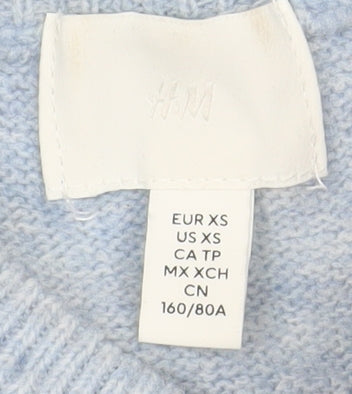 H&M
EUR XS
US XS
CA TP
MX XCH
CN
160/80A